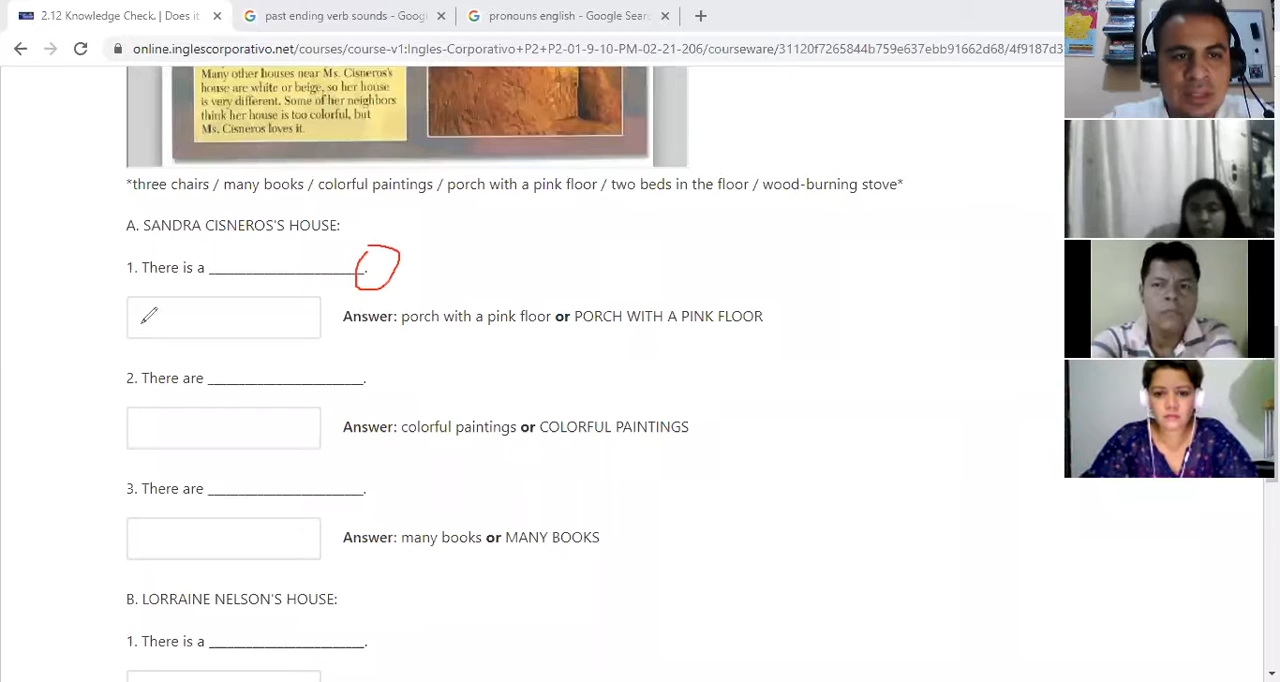 2.12 Knowledge Check. | Does it
past ending verb sounds - Goog
pronouns english - Google Sear
online.inglescorporativo.net/courses/course-v1:Ingles-Corporativo+P2+P2-01-9-10-PM-02-21-206/courseware/31120f7265844b759e637ebb91662d68/4f9187d3
Many other houses near Ms. Cisneros's
house are white or beige, so her house
is very different. Some of her neighbors
think her house is too colorful, but
Ms. Cisneros loves it.
*three chairs / many books / colorful paintings / porch with a pink floor / two beds in the floor / wood-burning stove*
A. SANDRA CISNEROS'S HOUSE:
1. There is a ______________________.
Answer: porch with a pink floor or PORCH WITH A PINK FLOOR
2. There are ______________________.
Answer: colorful paintings or COLORFUL PAINTINGS
3. There are ______________________.
Answer: many books or MANY BOOKS
B. LORRAINE NELSON'S HOUSE:
1. There is a ______________________.